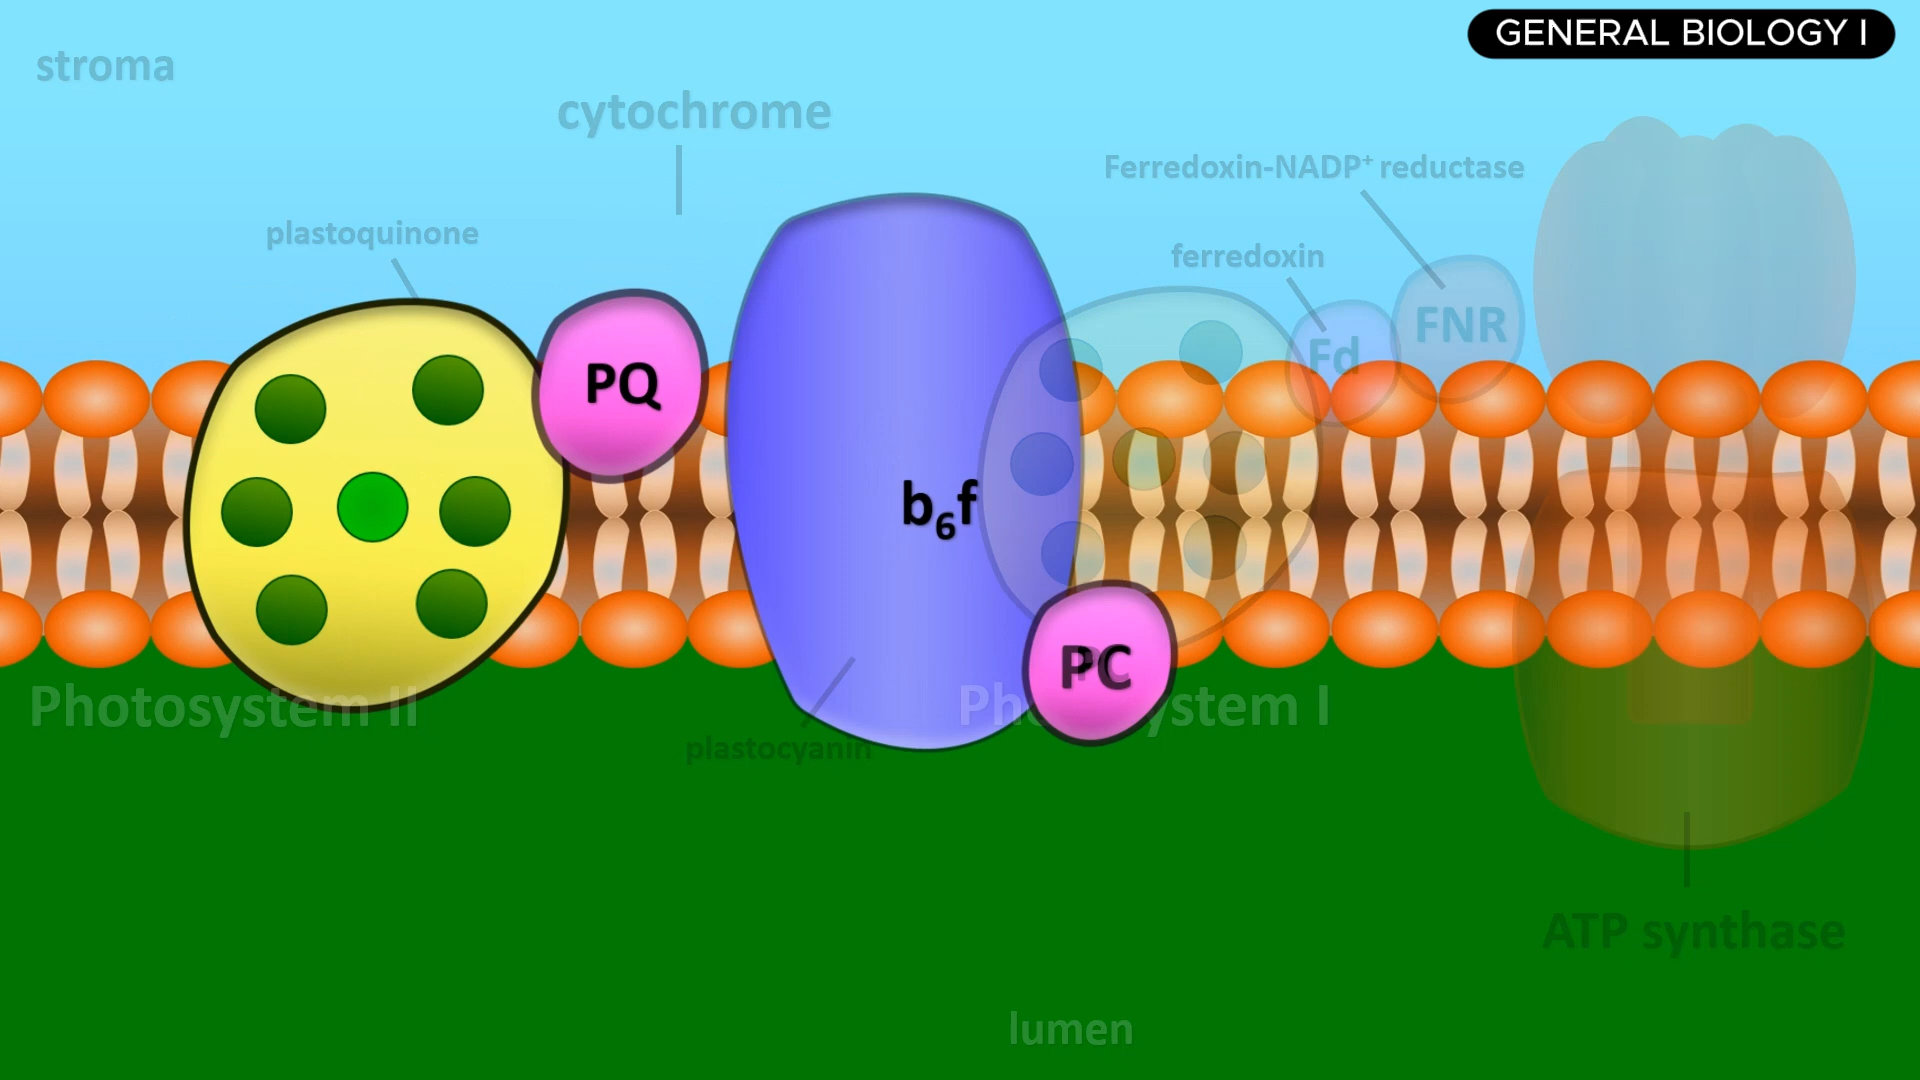 GENERAL BIOLOGY I
stroma
cytochrome
Ferredoxin-NADP⁺ reductase
plastoquinone
ferredoxin
FNR
Fd
PQ
b₆f
PC
Photosystem II
Photosystem I
plastocyanin
ATP synthase
lumen